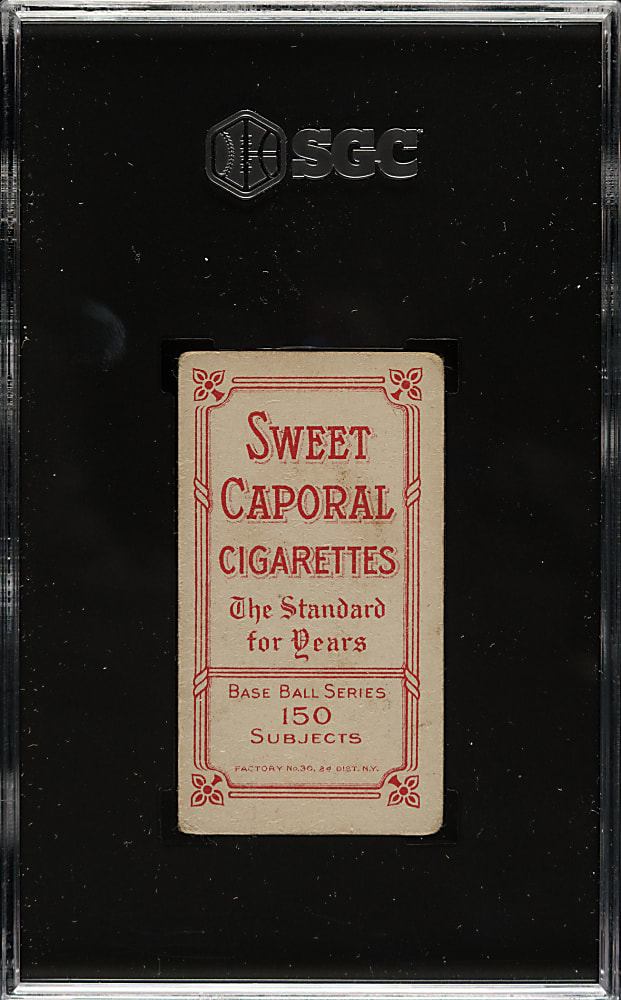 SGC
SWEET
CAPORAL
CIGARETTES
The Standard
for Years
BASE BALL SERIES
150
SUBJECTS
FACTORY No. 30, 2d DIST. N.Y.